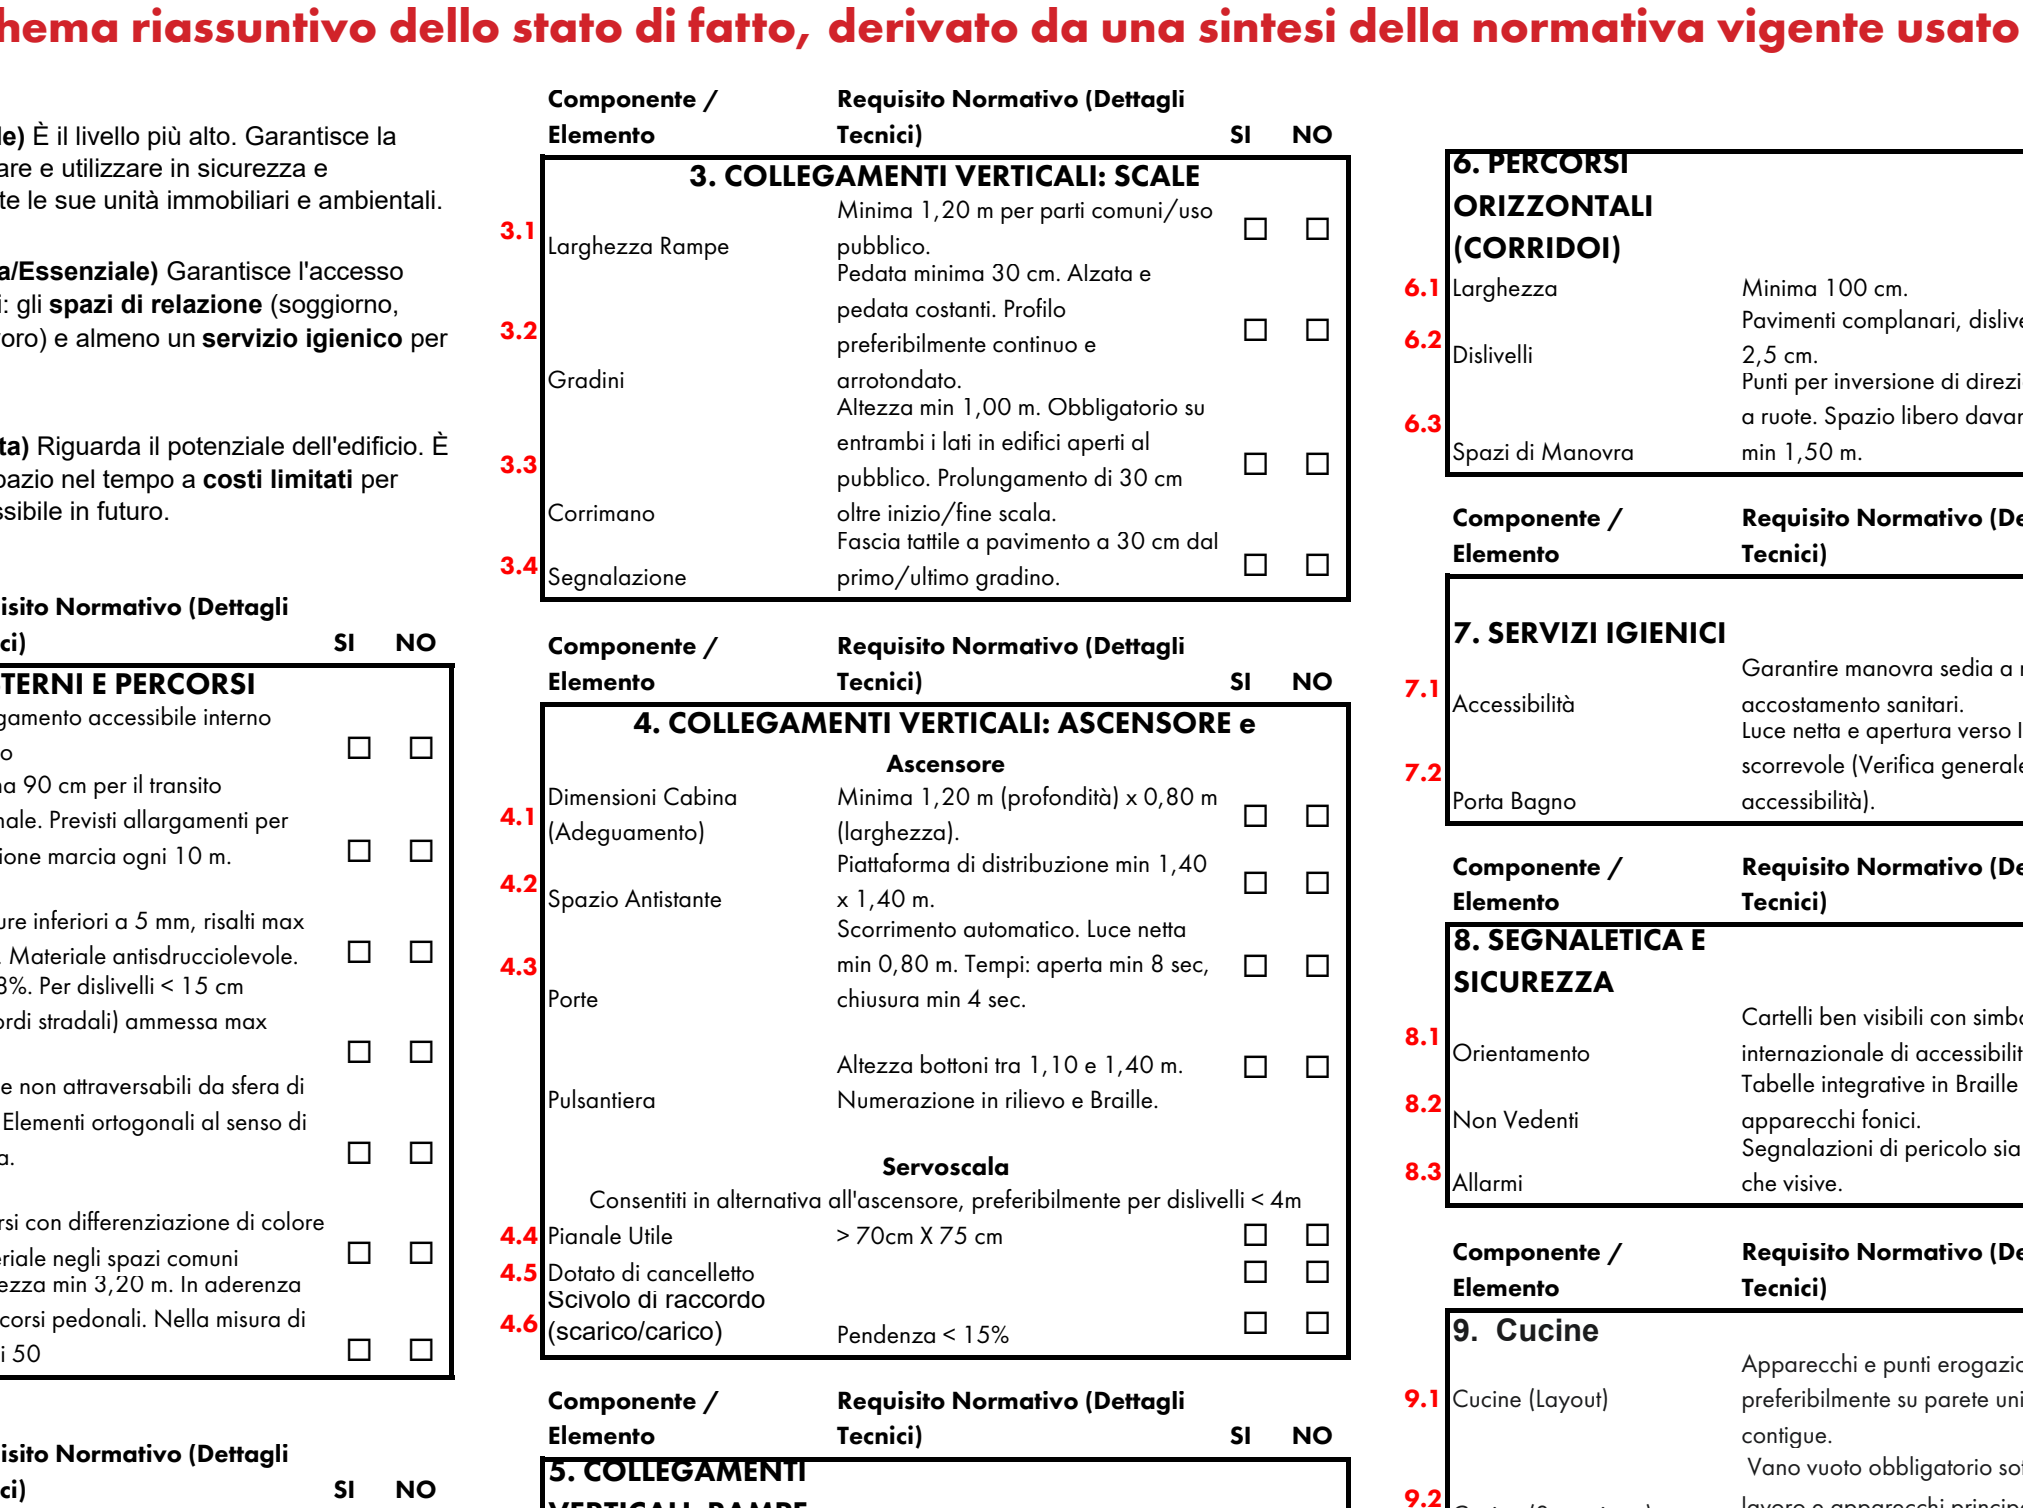 hema riassuntivo dello stato di fatto, derivato da una sintesi della normativa vigente usato
le) È il livello più alto. Garantisce la
are e utilizzare in sicurezza e
te le sue unità immobiliari e ambientali.
a/Essenziale) Garantisce l'accesso
i: gli spazi di relazione (soggiorno,
voro) e almeno un servizio igienico per
ta) Riguarda il potenziale dell'edificio. È
pazio nel tempo a costi limitati per
ssibile in futuro.
isito Normativo (Dettagli
ci) SI NO
TERNI E PERCORSI
gamento accessibile interno
o
na 90 cm per il transito
nale. Previsti allargamenti per
ione marcia ogni 10 m.
ure inferiori a 5 mm, risalti max
. Materiale antisdrucciolevole.
8%. Per dislivelli < 15 cm
ordi stradali) ammessa max
e non attraversabili da sfera di
Elementi ortogonali al senso di
a.
rsi con differenziazione di colore
eriale negli spazi comuni
ezza min 3,20 m. In aderenza
corsi pedonali. Nella misura di
i 50
isito Normativo (Dettagli
ci) SI NO
Componente / Requisito Normativo (Dettagli
Elemento Tecnici) SI NO
3. COLLEGAMENTI VERTICALI: SCALE
Minima 1,20 m per parti comuni/uso
3.1 Larghezza Rampe pubblico.
Pedata minima 30 cm. Alzata e
pedata costanti. Profilo
3.2 preferibilmente continuo e
Gradini arrotondato.
Altezza min 1,00 m. Obbligatorio su
entrambi i lati in edifici aperti al
3.3 pubblico. Prolungamento di 30 cm
Corrimano oltre inizio/fine scala.
Fascia tattile a pavimento a 30 cm dal
3.4 Segnalazione primo/ultimo gradino.
Componente / Requisito Normativo (Dettagli
Elemento Tecnici) SI NO
4. COLLEGAMENTI VERTICALI: ASCENSORE e
Ascensore
Dimensioni Cabina Minima 1,20 m (profondità) x 0,80 m
4.1 (Adeguamento) (larghezza).
Piattaforma di distribuzione min 1,40
4.2 Spazio Antistante x 1,40 m.
Scorrimento automatico. Luce netta
4.3 min 0,80 m. Tempi: aperta min 8 sec,
Porte chiusura min 4 sec.
Altezza bottoni tra 1,10 e 1,40 m.
Pulsantiera Numerazione in rilievo e Braille.
Servoscala
Consentiti in alternativa all'ascensore, preferibilmente per dislivelli < 4m
4.4 Pianale Utile > 70cm X 75 cm
4.5 Dotato di cancelletto
Scivolo di raccordo
4.6 (scarico/carico) Pendenza < 15%
Componente / Requisito Normativo (Dettagli
Elemento Tecnici) SI NO
5. COLLEGAMENTI
VERTICALI: RAMPE
6. PERCORSI
ORIZZONTALI
(CORRIDOI)
6.1 Larghezza Minima 100 cm.
Pavimenti complanari, dislive
6.2 Dislivelli 2,5 cm.
Punti per inversione di direzi
6.3 a ruote. Spazio libero davan
Spazi di Manovra min 1,50 m.
Componente / Requisito Normativo (De
Elemento Tecnici)
7. SERVIZI IGIENICI
Garantire manovra sedia a r
7.1 Accessibilità accostamento sanitari.
Luce netta e apertura verso l
7.2 scorrevole (Verifica generale
Porta Bagno accessibilità).
Componente / Requisito Normativo (De
Elemento Tecnici)
8. SEGNALETICA E
SICUREZZA
Cartelli ben visibili con simbo
8.1 Orientamento internazionale di accessibilit
Tabelle integrative in Braille
8.2 Non Vedenti apparecchi fonici.
Segnalazioni di pericolo sia
8.3 Allarmi che visive.
Componente / Requisito Normativo (De
Elemento Tecnici)
9. Cucine
Apparecchi e punti erogazio
9.1 Cucine (Layout) preferibilmente su parete uni
contigue.
Vano vuoto obbligatorio sot
9.2 lavoro e apparecchi principa